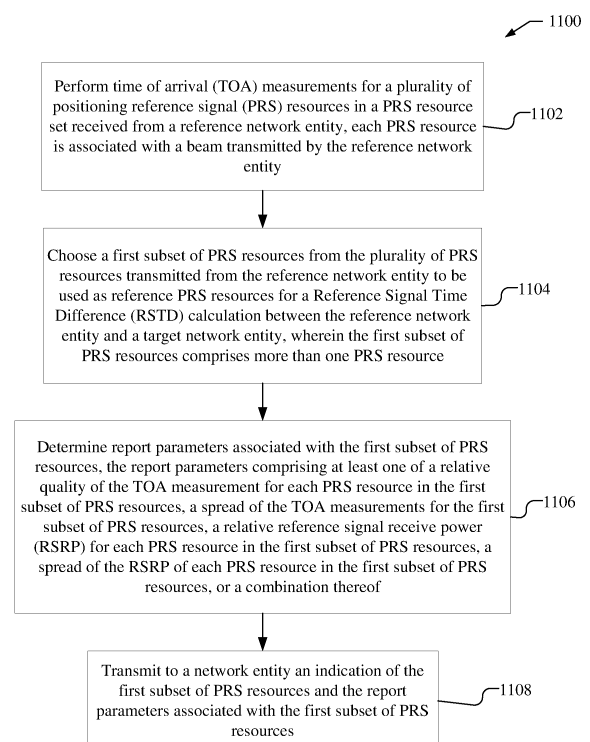 1100
Perform time of arrival (TOA) measurements for a plurality of
positioning reference signal (PRS) resources in a PRS resource
set received from a reference network entity, each PRS resource
is associated with a beam transmitted by the reference network
entity
1102
Choose a first subset of PRS resources from the plurality of PRS
resources transmitted from the reference network entity to be
used as reference PRS resources for a Reference Signal Time
Difference (RSTD) calculation between the reference network
entity and a target network entity, wherein the first subset of
PRS resources comprises more than one PRS resource
1104
Determine report parameters associated with the first subset of PRS
resources, the report parameters comprising at least one of a relative
quality of the TOA measurement for each PRS resource in the first
subset of PRS resources, a spread of the TOA measurements for the first
subset of PRS resources, a relative reference signal receive power
(RSRP) for each PRS resource in the first subset of PRS resources, a
spread of the RSRP of each PRS resource in the first subset of PRS
resources, or a combination thereof
1106
Transmit to a network entity an indication of the
first subset of PRS resources and the report
parameters associated with the first subset of PRS
resources
1108